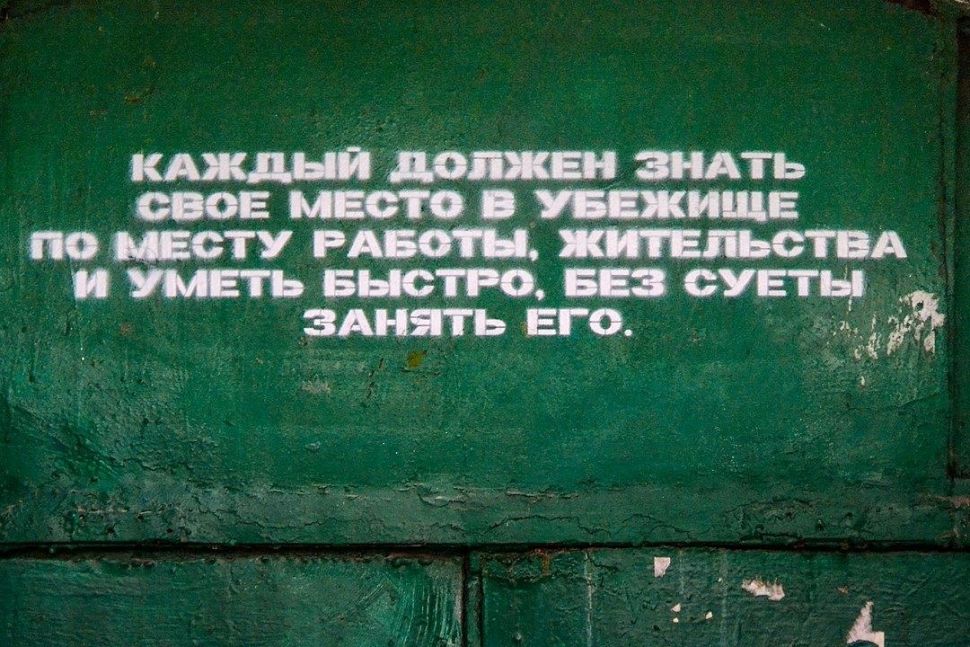 КАЖДЫЙ ДОЛЖЕН ЗНАТЬ
СВОЕ МЕСТО В УБЕЖИЩЕ
ПО МЕСТУ РАБОТЫ, ЖИТЕЛЬСТВА
И УМЕТЬ БЫСТРО, БЕЗ СУЕТЫ
ЗАНЯТЬ ЕГО.